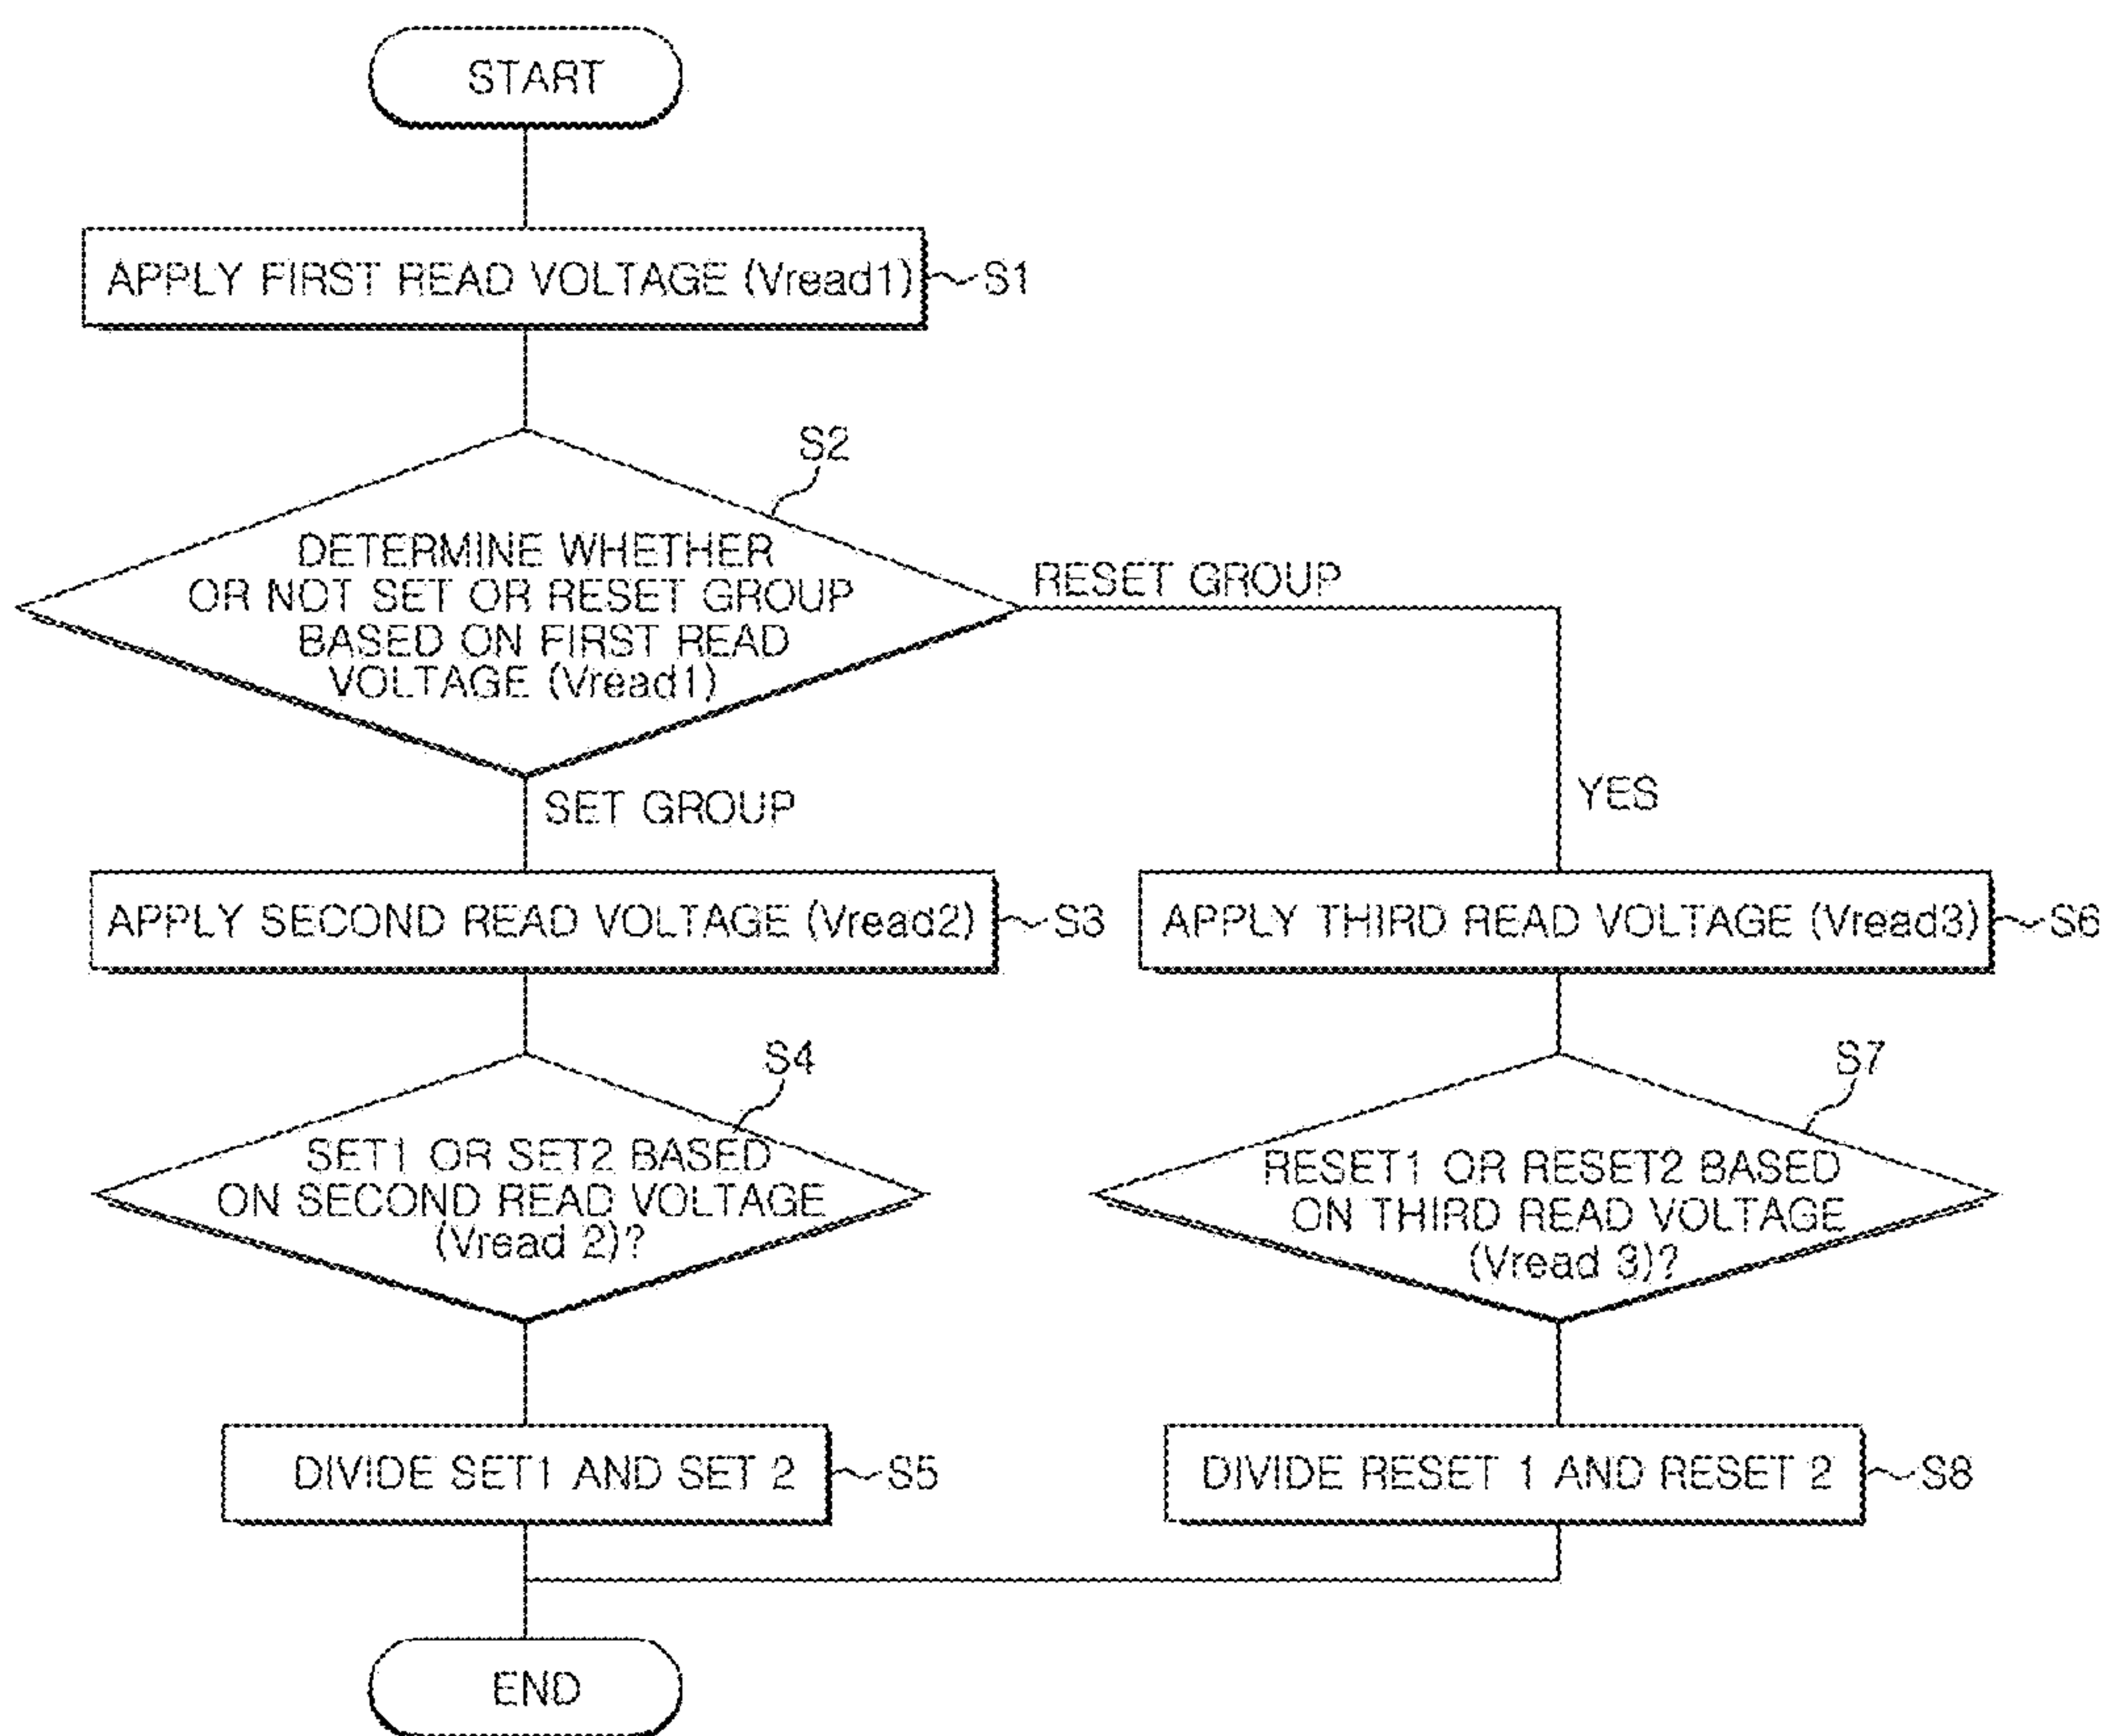 START
APPLY FIRST READ VOLTAGE (Vread1)
S1
S2
DETERMINE WHETHER
OR NOT SET OR RESET GROUP
BASED ON FIRST READ
VOLTAGE (Vread1)
RESET GROUP
SET GROUP
YES
APPLY SECOND READ VOLTAGE (Vread2)
S3
APPLY THIRD READ VOLTAGE (Vread3)
S6
S4
SET1 OR SET2 BASED
ON SECOND READ VOLTAGE
(Vread 2)?
S7
RESET1 OR RESET2 BASED
ON THIRD READ VOLTAGE
(Vread 3)?
DIVIDE SET1 AND SET 2
S5
DIVIDE RESET 1 AND RESET 2
S8
END